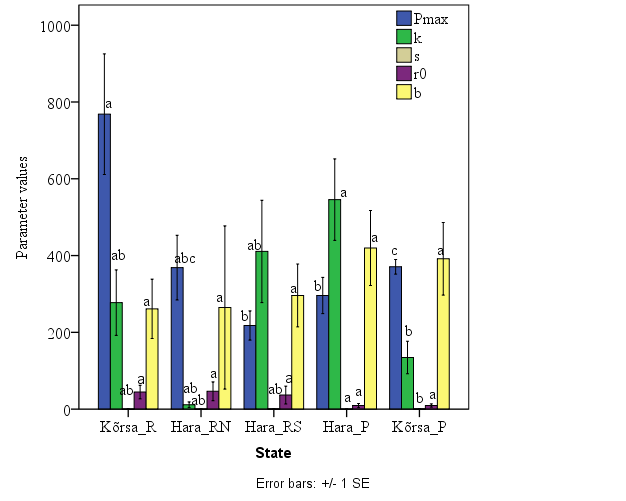 1000
800
600
400
200
0
Parameter values
Pmax
k
s
r0
b
a
ab
ab
a
a
abc
ab
ab
a
a
b
ab
ab
a
a
b
a
a
a
a
c
b
b
a
a
Kõrsa_R
Hara_RN
Hara_RS
Hara_P
Kõrsa_P
State
Error bars: +/- 1 SE